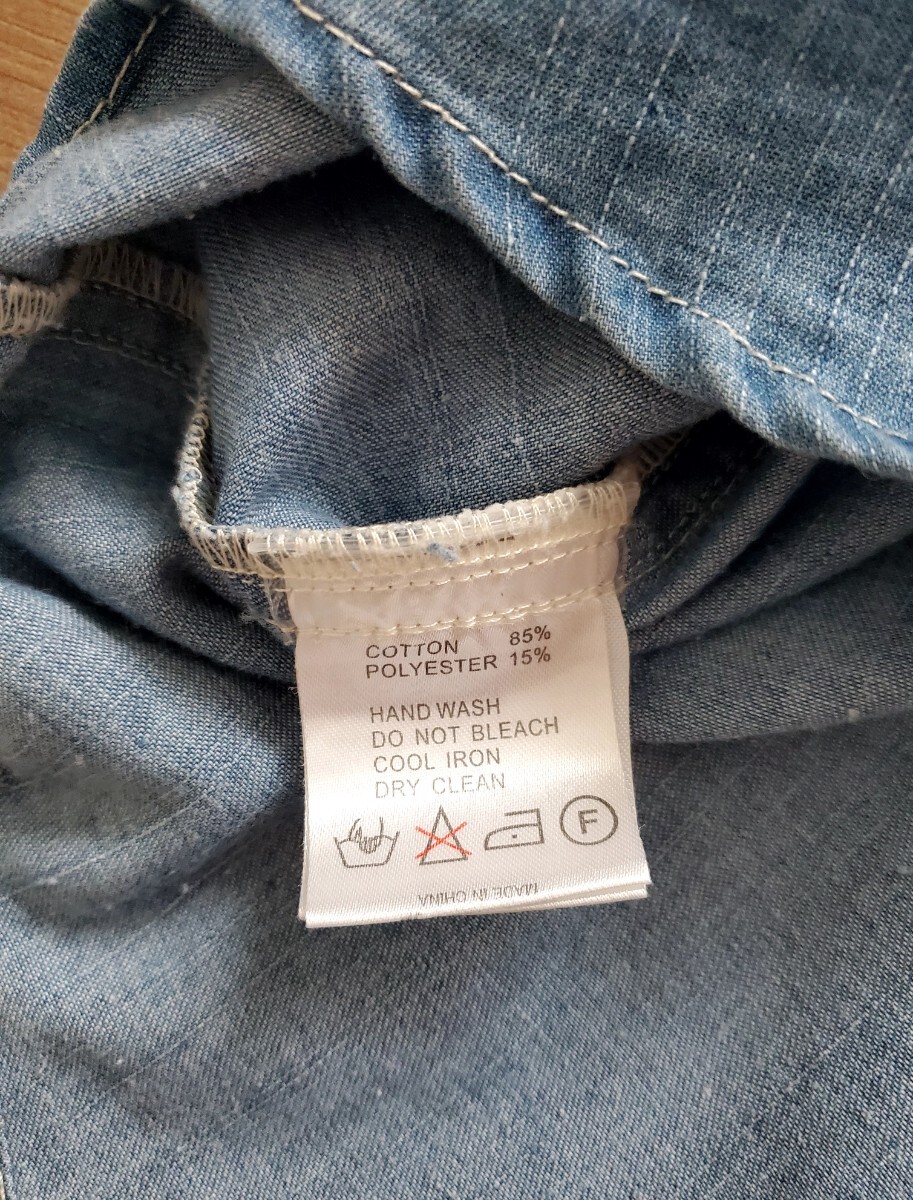 COTTON 85%
POLYESTER 15%
HAND WASH
DO NOT BLEACH
COOL IRON
DRY CLEAN
F
MADE IN CHINA